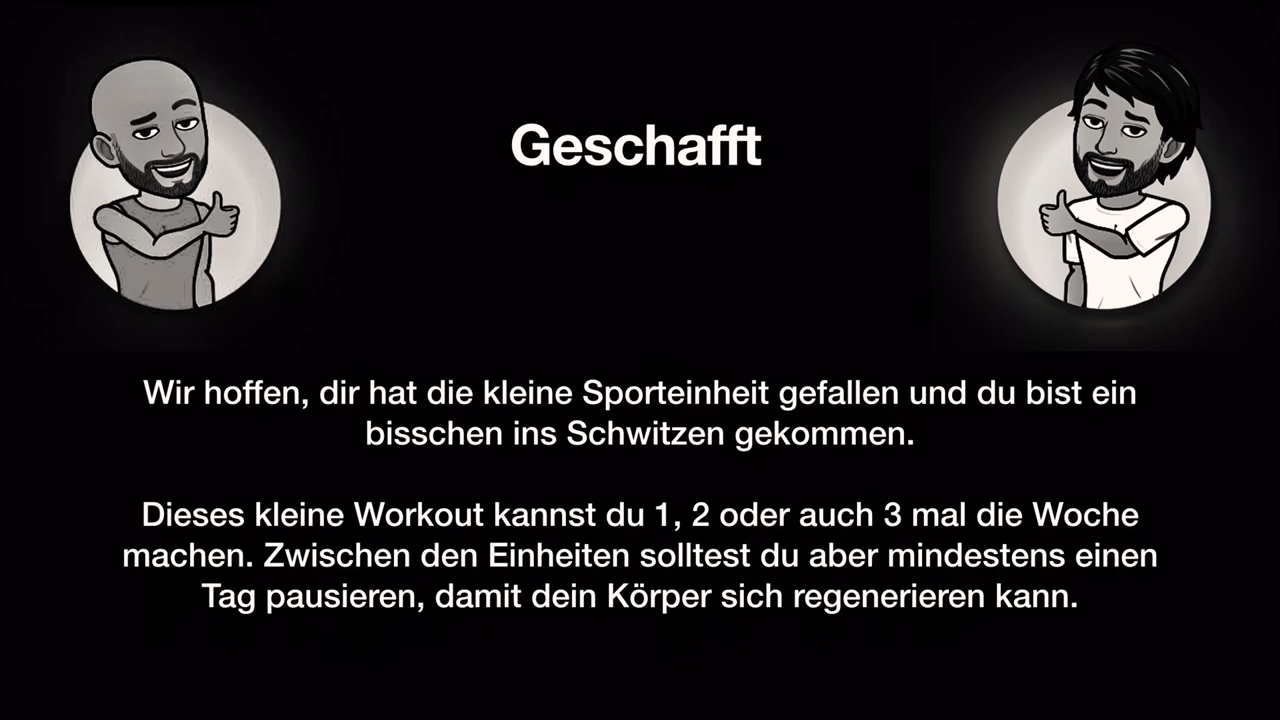 Geschafft
Wir hoffen, dir hat die kleine Sporteinheit gefallen und du bist ein
bisschen ins Schwitzen gekommen.
Dieses kleine Workout kannst du 1, 2 oder auch 3 mal die Woche
machen. Zwischen den Einheiten solltest du aber mindestens einen
Tag pausieren, damit dein Körper sich regenerieren kann.